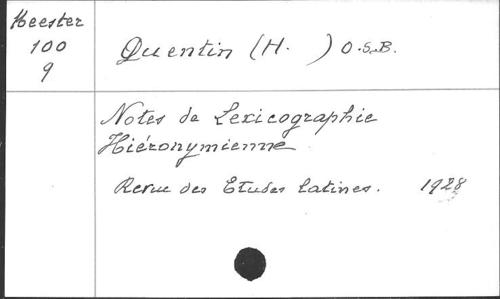 Heester
100
9
Quentin (H. ) O.S.B.
Notes de Lexicographie
Hiéronymienne
Revue des Etudes latines. 1928